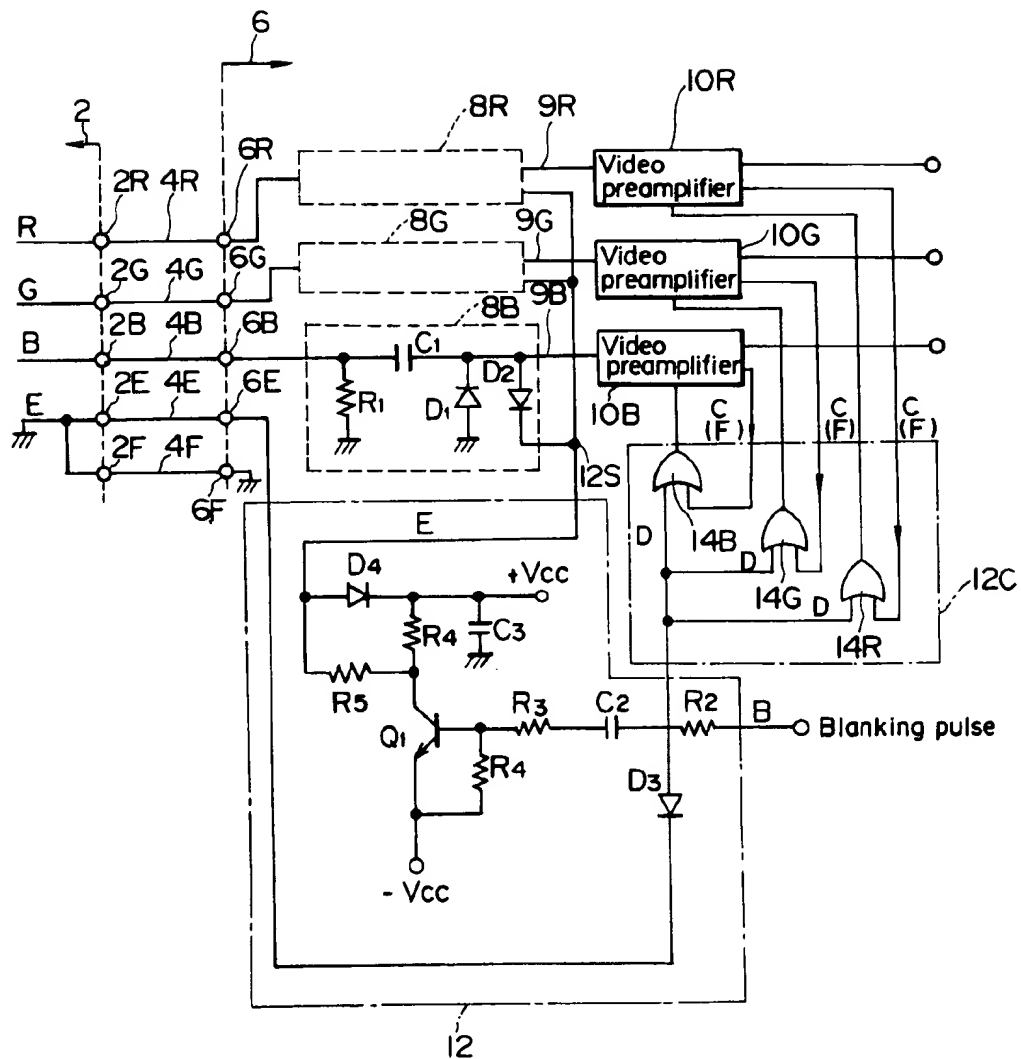 6
2
8R
9R
10R
2R 4R 6R
Video
preamplifier
R
8G
9G
10G
2G 4G 6G
Video
preamplifier
G
8B
9B
2B 4B 6B
Video
preamplifier
B
C1
D2
2E 4E 6E
R1
D1
10B
E
C
(F)
C
(F)
C
(F)
2F 4F
12S
6F
14B
E
D
D
D4
+Vcc
14G
D
12C
R4
C3
14R
R5
R3
C2
R2
B
Blanking pulse
Q1
R4
D3
- Vcc
12